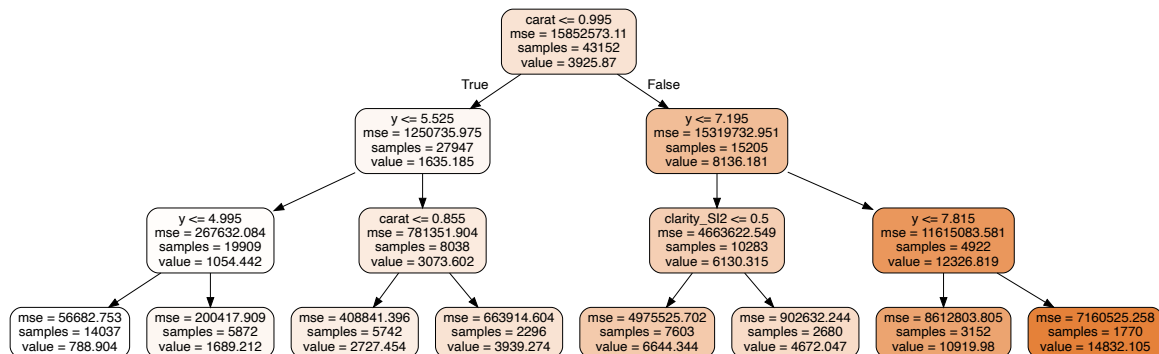 carat <= 0.995
mse = 15852573.11
samples = 43152
value = 3925.87
True
False
y <= 5.525
mse = 1250735.975
samples = 27947
value = 1635.185
y <= 7.195
mse = 15319732.951
samples = 15205
value = 8136.181
y <= 4.995
mse = 267632.084
samples = 19909
value = 1054.442
carat <= 0.855
mse = 781351.904
samples = 8038
value = 3073.602
clarity_SI2 <= 0.5
mse = 4663622.549
samples = 10283
value = 6130.315
y <= 7.815
mse = 11615083.581
samples = 4922
value = 12326.819
mse = 56682.753
samples = 14037
value = 788.904
mse = 200417.909
samples = 5872
value = 1689.212
mse = 408841.396
samples = 5742
value = 2727.454
mse = 663914.604
samples = 2296
value = 3939.274
mse = 4975525.702
samples = 7603
value = 6644.344
mse = 902632.244
samples = 2680
value = 4672.047
mse = 8612803.805
samples = 3152
value = 10919.98
mse = 7160525.258
samples = 1770
value = 14832.105